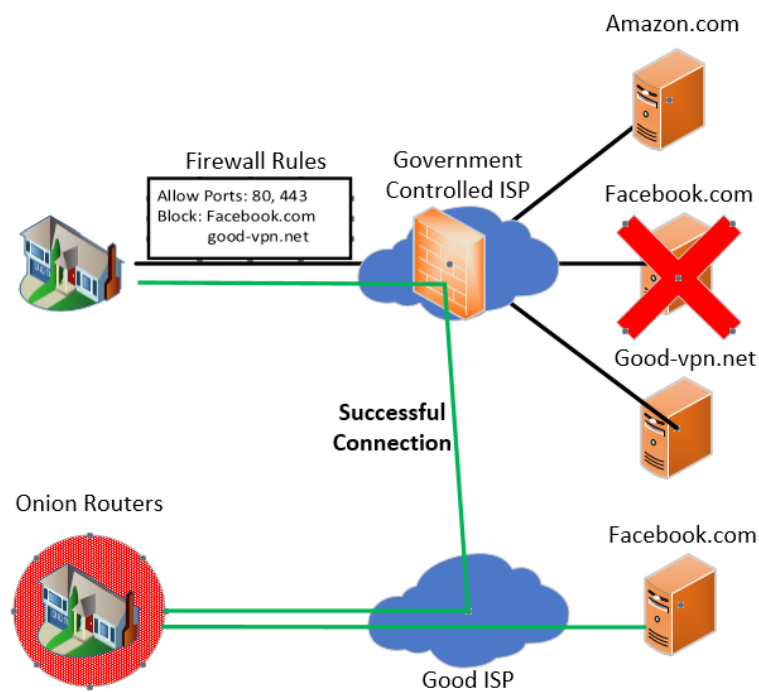 Amazon.com
Firewall Rules
Government
Controlled ISP
Allow Ports: 80, 443
Block: Facebook.com
good-vpn.net
Facebook.com
Good-vpn.net
Successful
Connection
Onion Routers
Facebook.com
Good ISP